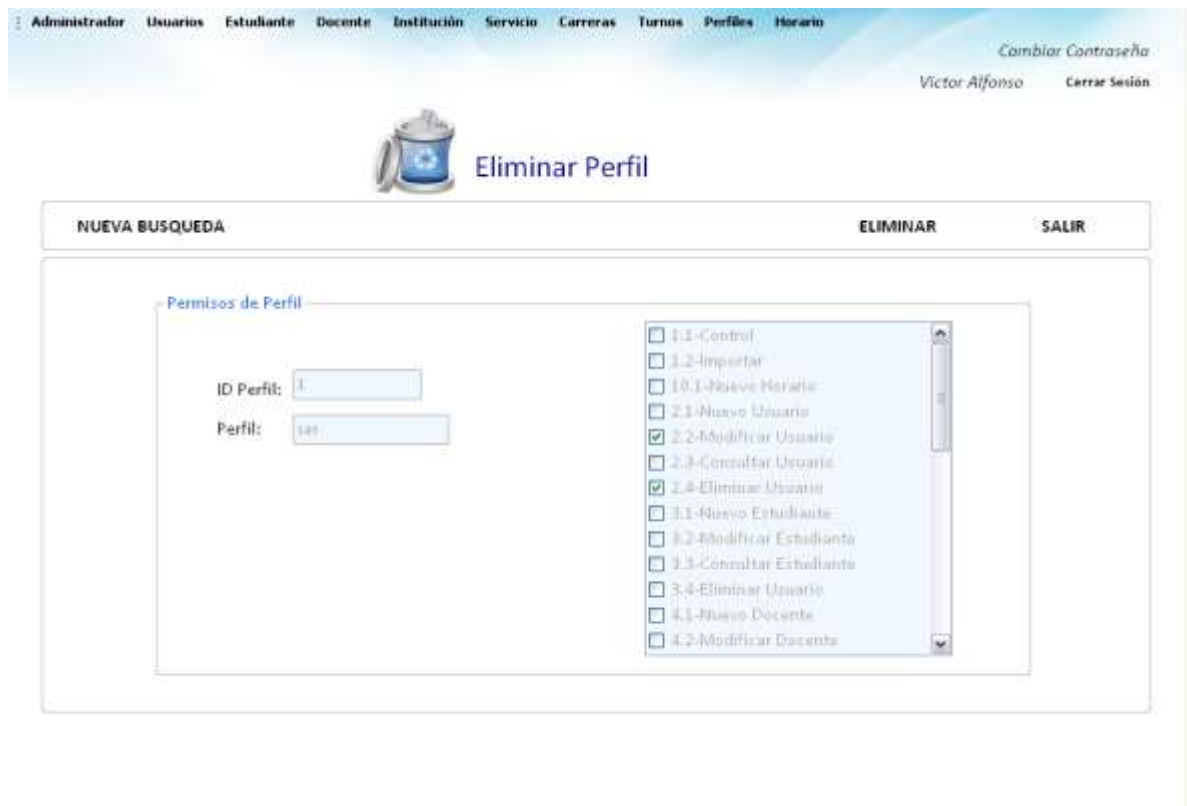 Administrador Usuarios Estudiante Docente Institución Servicio Carreras Turnos Perfiles Horario
Cambiar Contraseña
Victor Alfonso Cerrar Sesión
Eliminar Perfil
NUEVA BUSQUEDA ELIMINAR SALIR
Permisos de Perfil
ID Perfil: 1
Perfil:
1.1-Control
1.2-Importar
10.1-Nuevo Horario
2.1-Nuevo Usuario
2.2-Modificar Usuario
2.3-Consultar Usuario
2.4-Eliminar Usuario
3.1-Nuevo Estudiante
3.2-Modificar Estudiante
3.3-Consultar Estudiante
3.4-Eliminar Usuario
4.1-Nuevo Docente
4.2-Modificar Docente